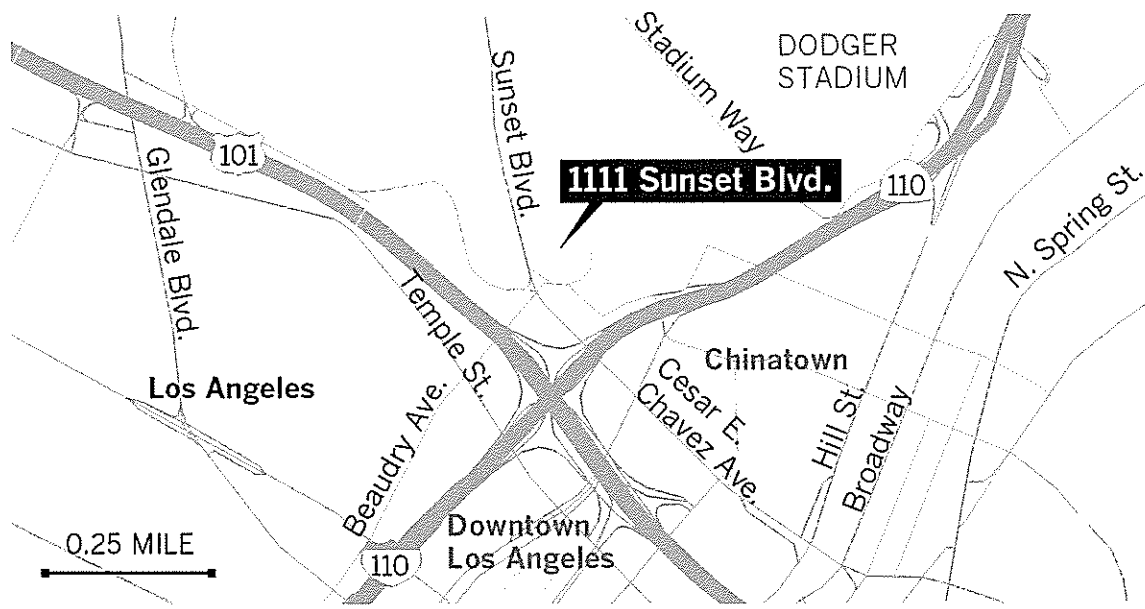 DODGER
STADIUM
Stadium Way
Sunset Blvd.
101
1111 Sunset Blvd.
110
Glendale Blvd.
N. Spring St.
Temple St.
Chinatown
Los Angeles
Cesar E.
Chavez Ave.
Beaudry Ave.
Hill St.
Broadway
Downtown
Los Angeles
0.25 MILE
110